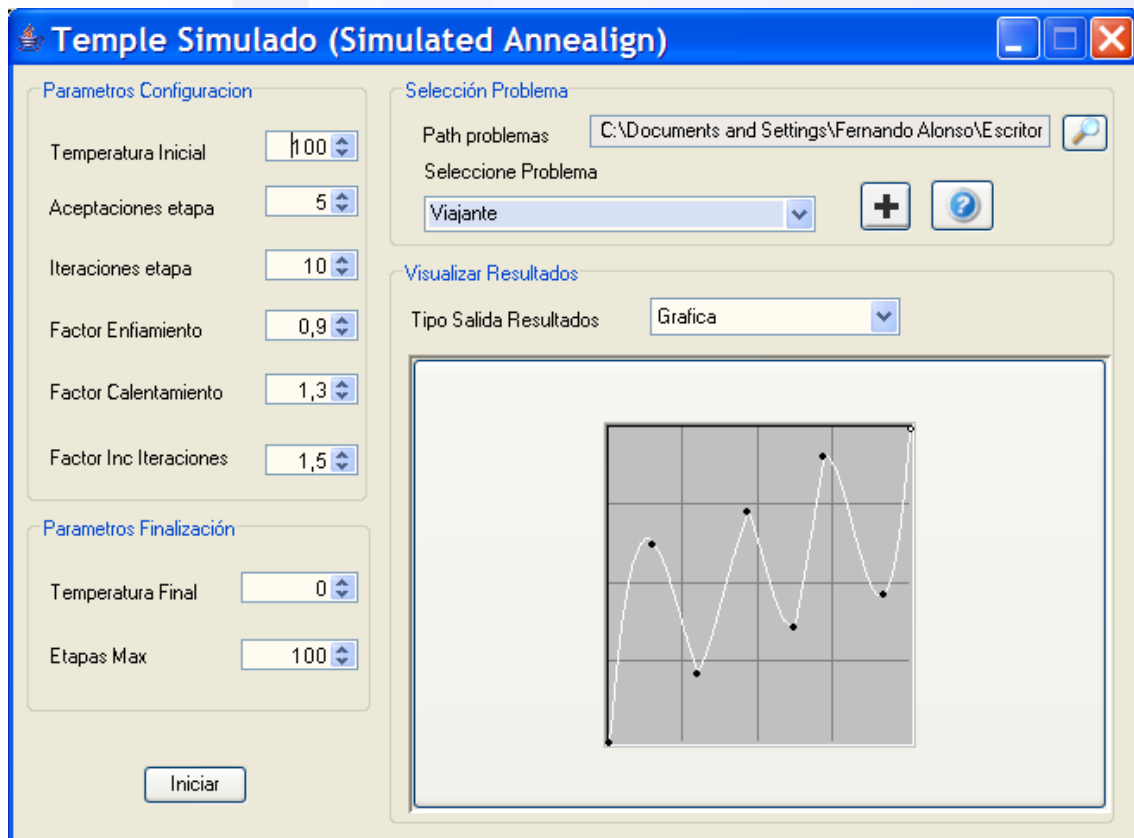 Temple Simulado (Simulated Annealign)
Parametros Configuracion
Temperatura Inicial 100
Aceptaciones etapa 5
Iteraciones etapa 10
Factor Enfiamiento 0,9
Factor Calentamiento 1,3
Factor Inc Iteraciones 1,5
Parametros Finalización
Temperatura Final 0
Etapas Max 100
Iniciar
Selección Problema
Path problemas C:\Documents and Settings\Fernando Alonso\Escritor
Seleccione Problema
Viajante
Visualizar Resultados
Tipo Salida Resultados Grafica